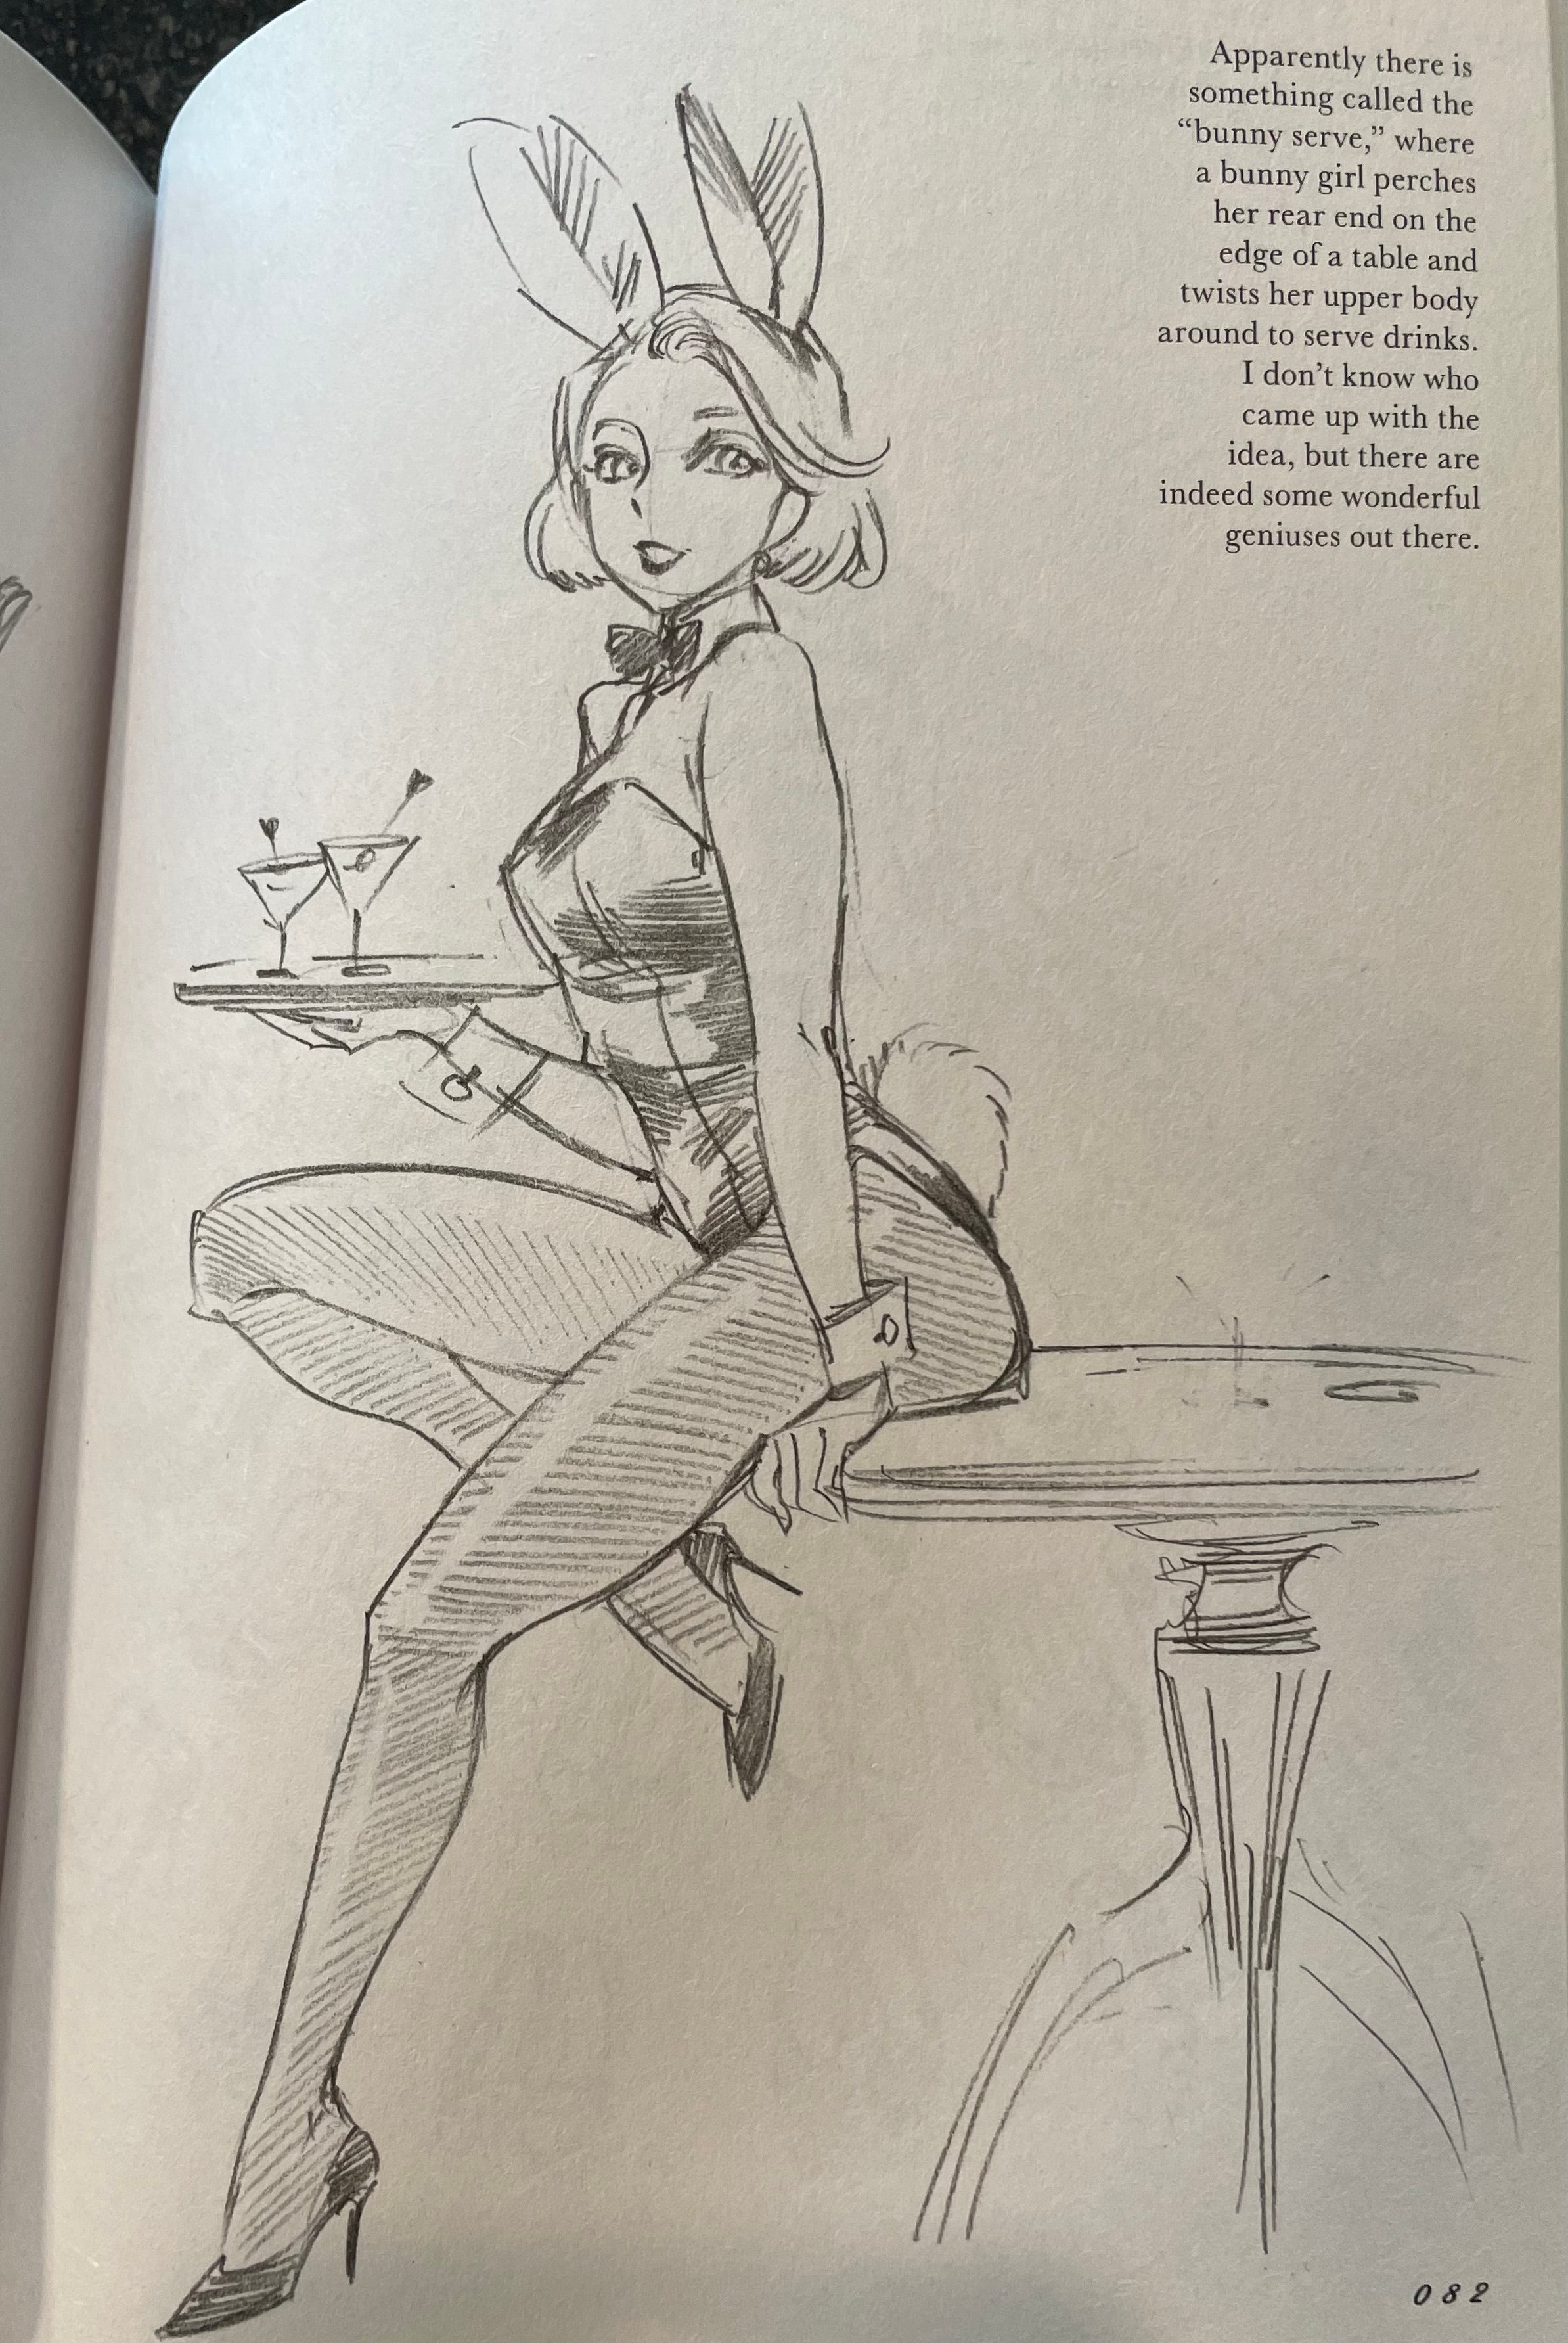 Apparently there is
something called the
“bunny serve,” where
a bunny girl perches
her rear end on the
edge of a table and
twists her upper body
around to serve drinks.
I don’t know who
came up with the
idea, but there are
indeed some wonderful
geniuses out there.
082